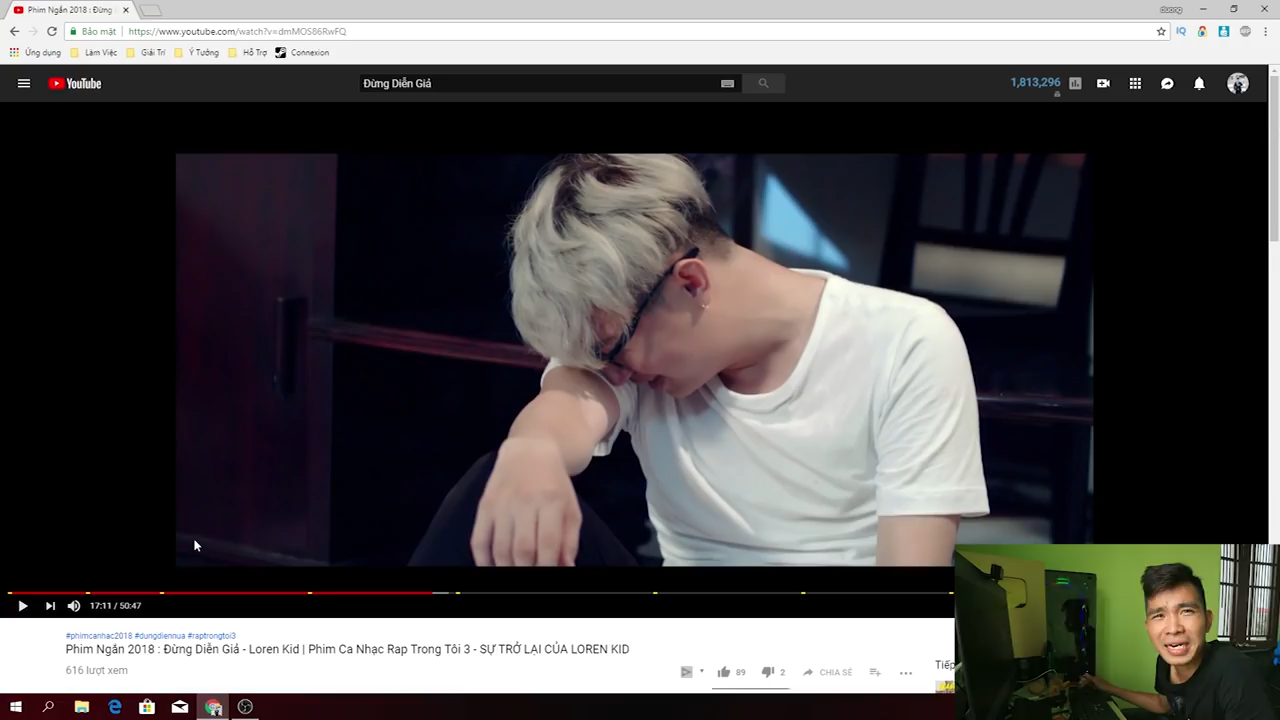 Phim Ngắn 2018 : Đừng
duong
Bảo mật
https://www.youtube.com/watch?v=dmMOS86RwFQ
IQ
Ứng dụng
Làm Việc
Giải Trí
Ý Tưởng
Hỗ Trợ
Connexion
YouTube
Đừng Diễn Giả
1,813,296
17:11 / 50:47
#phimcanhac2018 #dungdiennua #raptrongtoi3
Phim Ngắn 2018 : Đừng Diễn Giả - Loren Kid | Phim Ca Nhạc Rap Trong Tôi 3 - SỰ TRỞ LẠI CỦA LOREN KID
616 lượt xem
89
2
CHIA SẺ
Tiếp